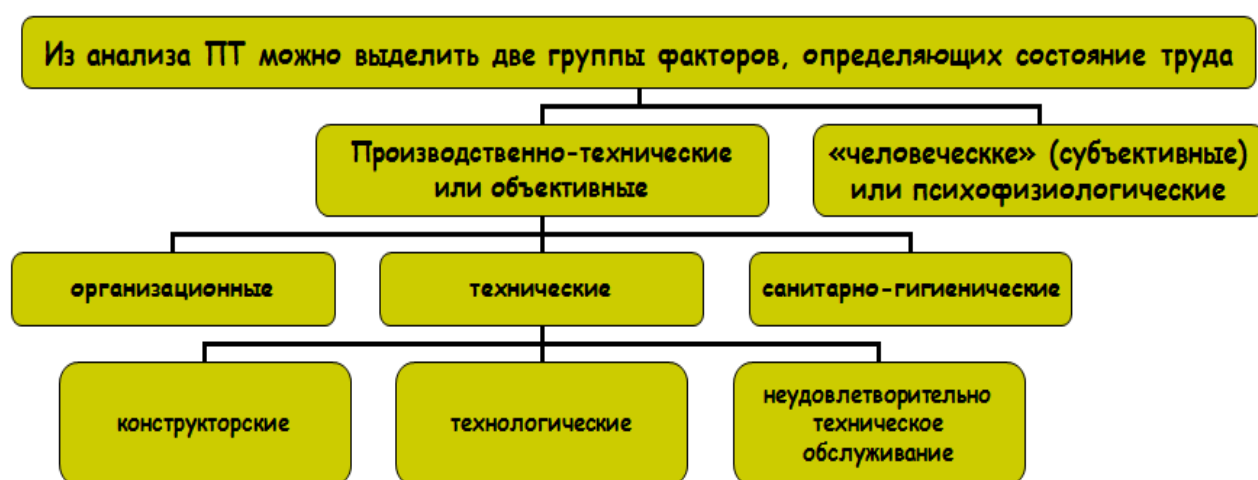 Из анализа ПТ можно выделить две группы факторов, определяющих состояние труда
Производственно-технические
или объективные
«человеческке» (субъективные)
или психофизиологические
организационные
технические
санитарно-гигиенические
конструкторские
технологические
неудовлетворительно
техническое
обслуживание